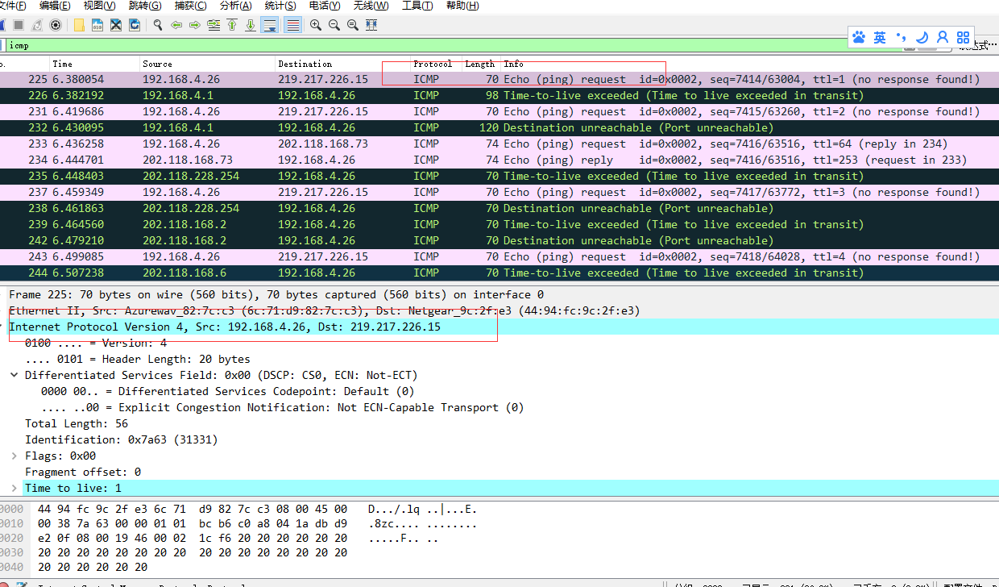 文件(F) 编辑(E) 视图(V) 跳转(G) 捕获(C) 分析(A) 统计(S) 电话(Y) 无线(W) 工具(T) 帮助(H)
icmp
英
Time Source Destination Protocol Length Info
225 6.380054 192.168.4.26 219.217.226.15 ICMP 70 Echo (ping) request id=0x0002, seq=7414/63004, ttl=1 (no response found!)
226 6.382192 192.168.4.1 192.168.4.26 ICMP 98 Time-to-live exceeded (Time to live exceeded in transit)
231 6.419686 192.168.4.26 219.217.226.15 ICMP 70 Echo (ping) request id=0x0002, seq=7415/63260, ttl=2 (no response found!)
232 6.430095 192.168.4.1 192.168.4.26 ICMP 120 Destination unreachable (Port unreachable)
233 6.436258 192.168.4.26 202.118.168.73 ICMP 74 Echo (ping) request id=0x0002, seq=7416/63516, ttl=64 (reply in 234)
234 6.444701 202.118.168.73 192.168.4.26 ICMP 74 Echo (ping) reply id=0x0002, seq=7416/63516, ttl=253 (request in 233)
235 6.448403 202.118.228.254 192.168.4.26 ICMP 70 Time-to-live exceeded (Time to live exceeded in transit)
237 6.459349 192.168.4.26 219.217.226.15 ICMP 70 Echo (ping) request id=0x0002, seq=7417/63772, ttl=3 (no response found!)
238 6.461863 202.118.228.254 192.168.4.26 ICMP 70 Destination unreachable (Port unreachable)
239 6.464560 202.118.168.2 192.168.4.26 ICMP 70 Time-to-live exceeded (Time to live exceeded in transit)
242 6.479210 202.118.168.2 192.168.4.26 ICMP 70 Destination unreachable (Port unreachable)
243 6.499085 192.168.4.26 219.217.226.15 ICMP 70 Echo (ping) request id=0x0002, seq=7418/64028, ttl=4 (no response found!)
244 6.507238 202.118.168.6 192.168.4.26 ICMP 70 Time-to-live exceeded (Time to live exceeded in transit)
Frame 225: 70 bytes on wire (560 bits), 70 bytes captured (560 bits) on interface 0
Ethernet II, Src: Azurewav_82:7c:c3 (6c:71:d9:82:7c:c3), Dst: Netgear_9c:2f:e3 (44:94:fc:9c:2f:e3)
Internet Protocol Version 4, Src: 192.168.4.26, Dst: 219.217.226.15
0100 .... = Version: 4
.... 0101 = Header Length: 20 bytes
Differentiated Services Field: 0x00 (DSCP: CS0, ECN: Not-ECT)
0000 00.. = Differentiated Services Codepoint: Default (0)
.... ..00 = Explicit Congestion Notification: Not ECN-Capable Transport (0)
Total Length: 56
Identification: 0x7a63 (31331)
Flags: 0x00
Fragment offset: 0
Time to live: 1
0000 44 94 fc 9c 2f e3 6c 71 d9 82 7c c3 08 00 45 00 D.../.lq ..|...E.
0010 00 38 7a 63 00 00 01 01 bc b6 c0 a8 04 1a db d9 .8zc.... ........
0020 e2 0f 08 00 19 46 00 02 1c f6 20 20 20 20 20 20 .....F.. ..
0030 20 20 20 20 20 20 20 20 20 20 20 20 20 20 20 20
0040 20 20 20 20 20 20